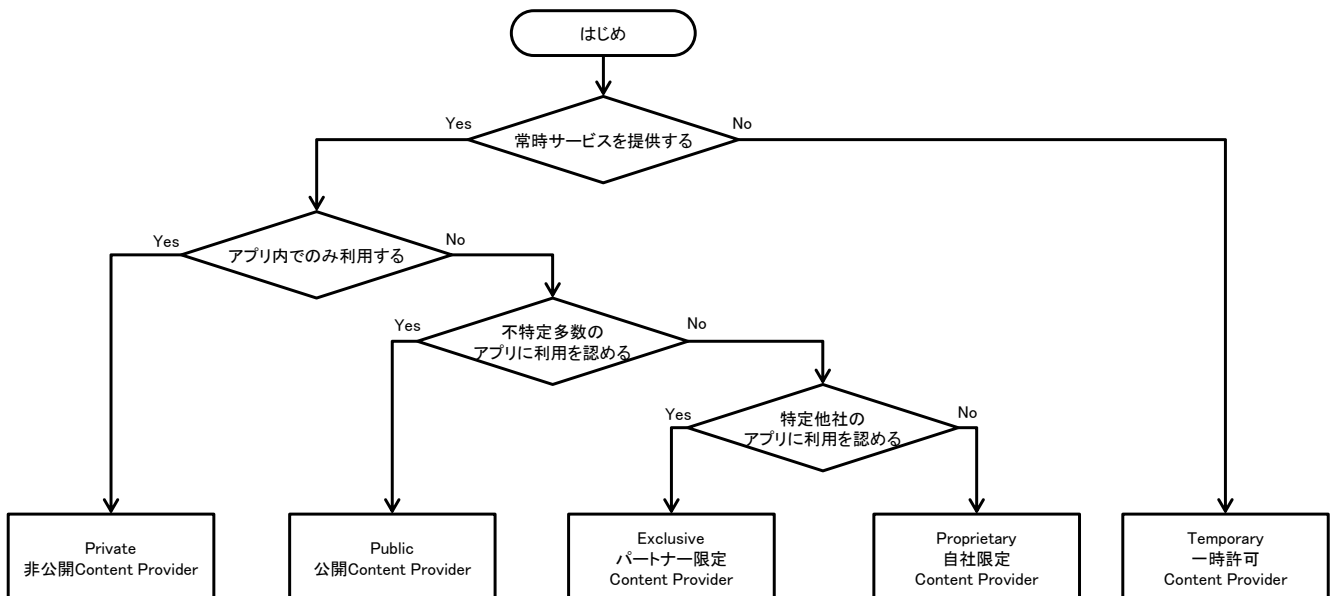 はじめ
Yes
No
常時サービスを提供する
Yes
No
アプリ内でのみ利用する
Yes
No
不特定多数の
アプリに利用を認める
Yes
No
特定他社の
アプリに利用を認める
Private
非公開Content Provider
Public
公開Content Provider
Exclusive
パートナー限定
Content Provider
Proprietary
自社限定
Content Provider
Temporary
一時許可
Content Provider